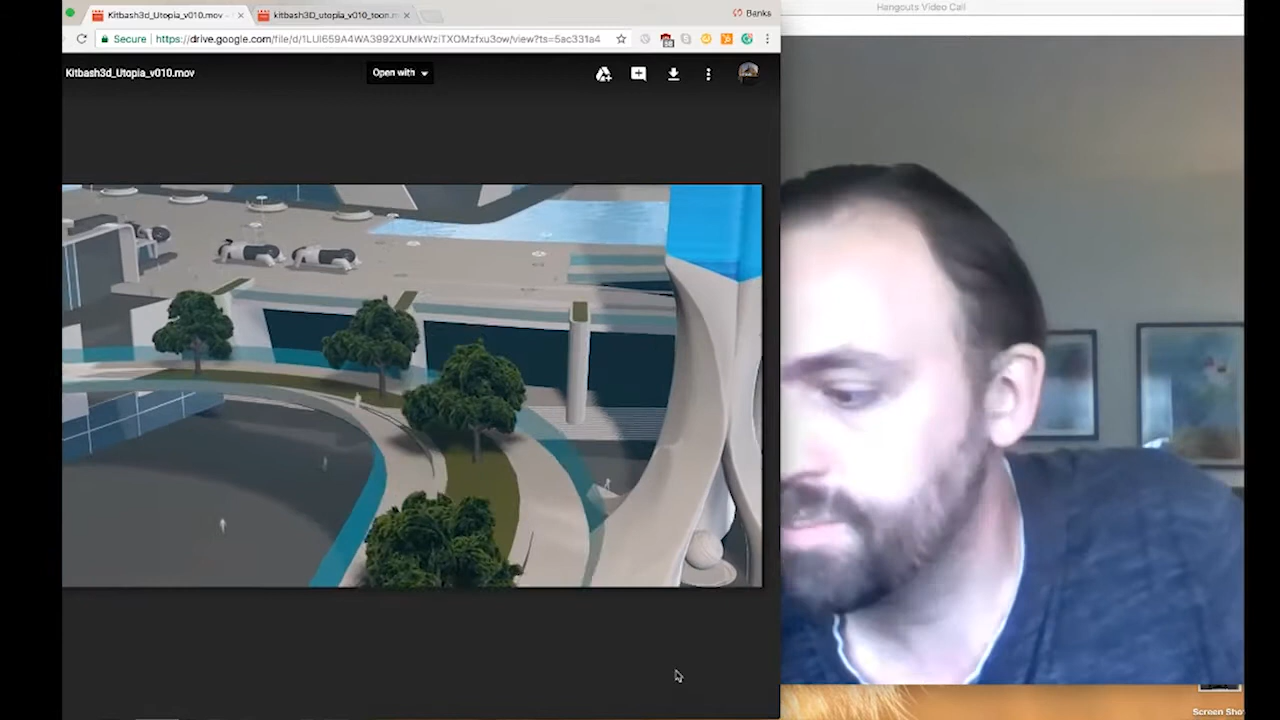 Kitbash3d_Utopia_v010.mov -
kitbash3D_utopia_v010_toon.m
Banks
Hangouts Video Call
Secure
https://drive.google.com/file/d/1LUI659A4WA3992XUMkWziTXOMzfxu3ow/view?ts=5ac331a4
Kitbash3d_Utopia_v010.mov
Open with
Screen Sho